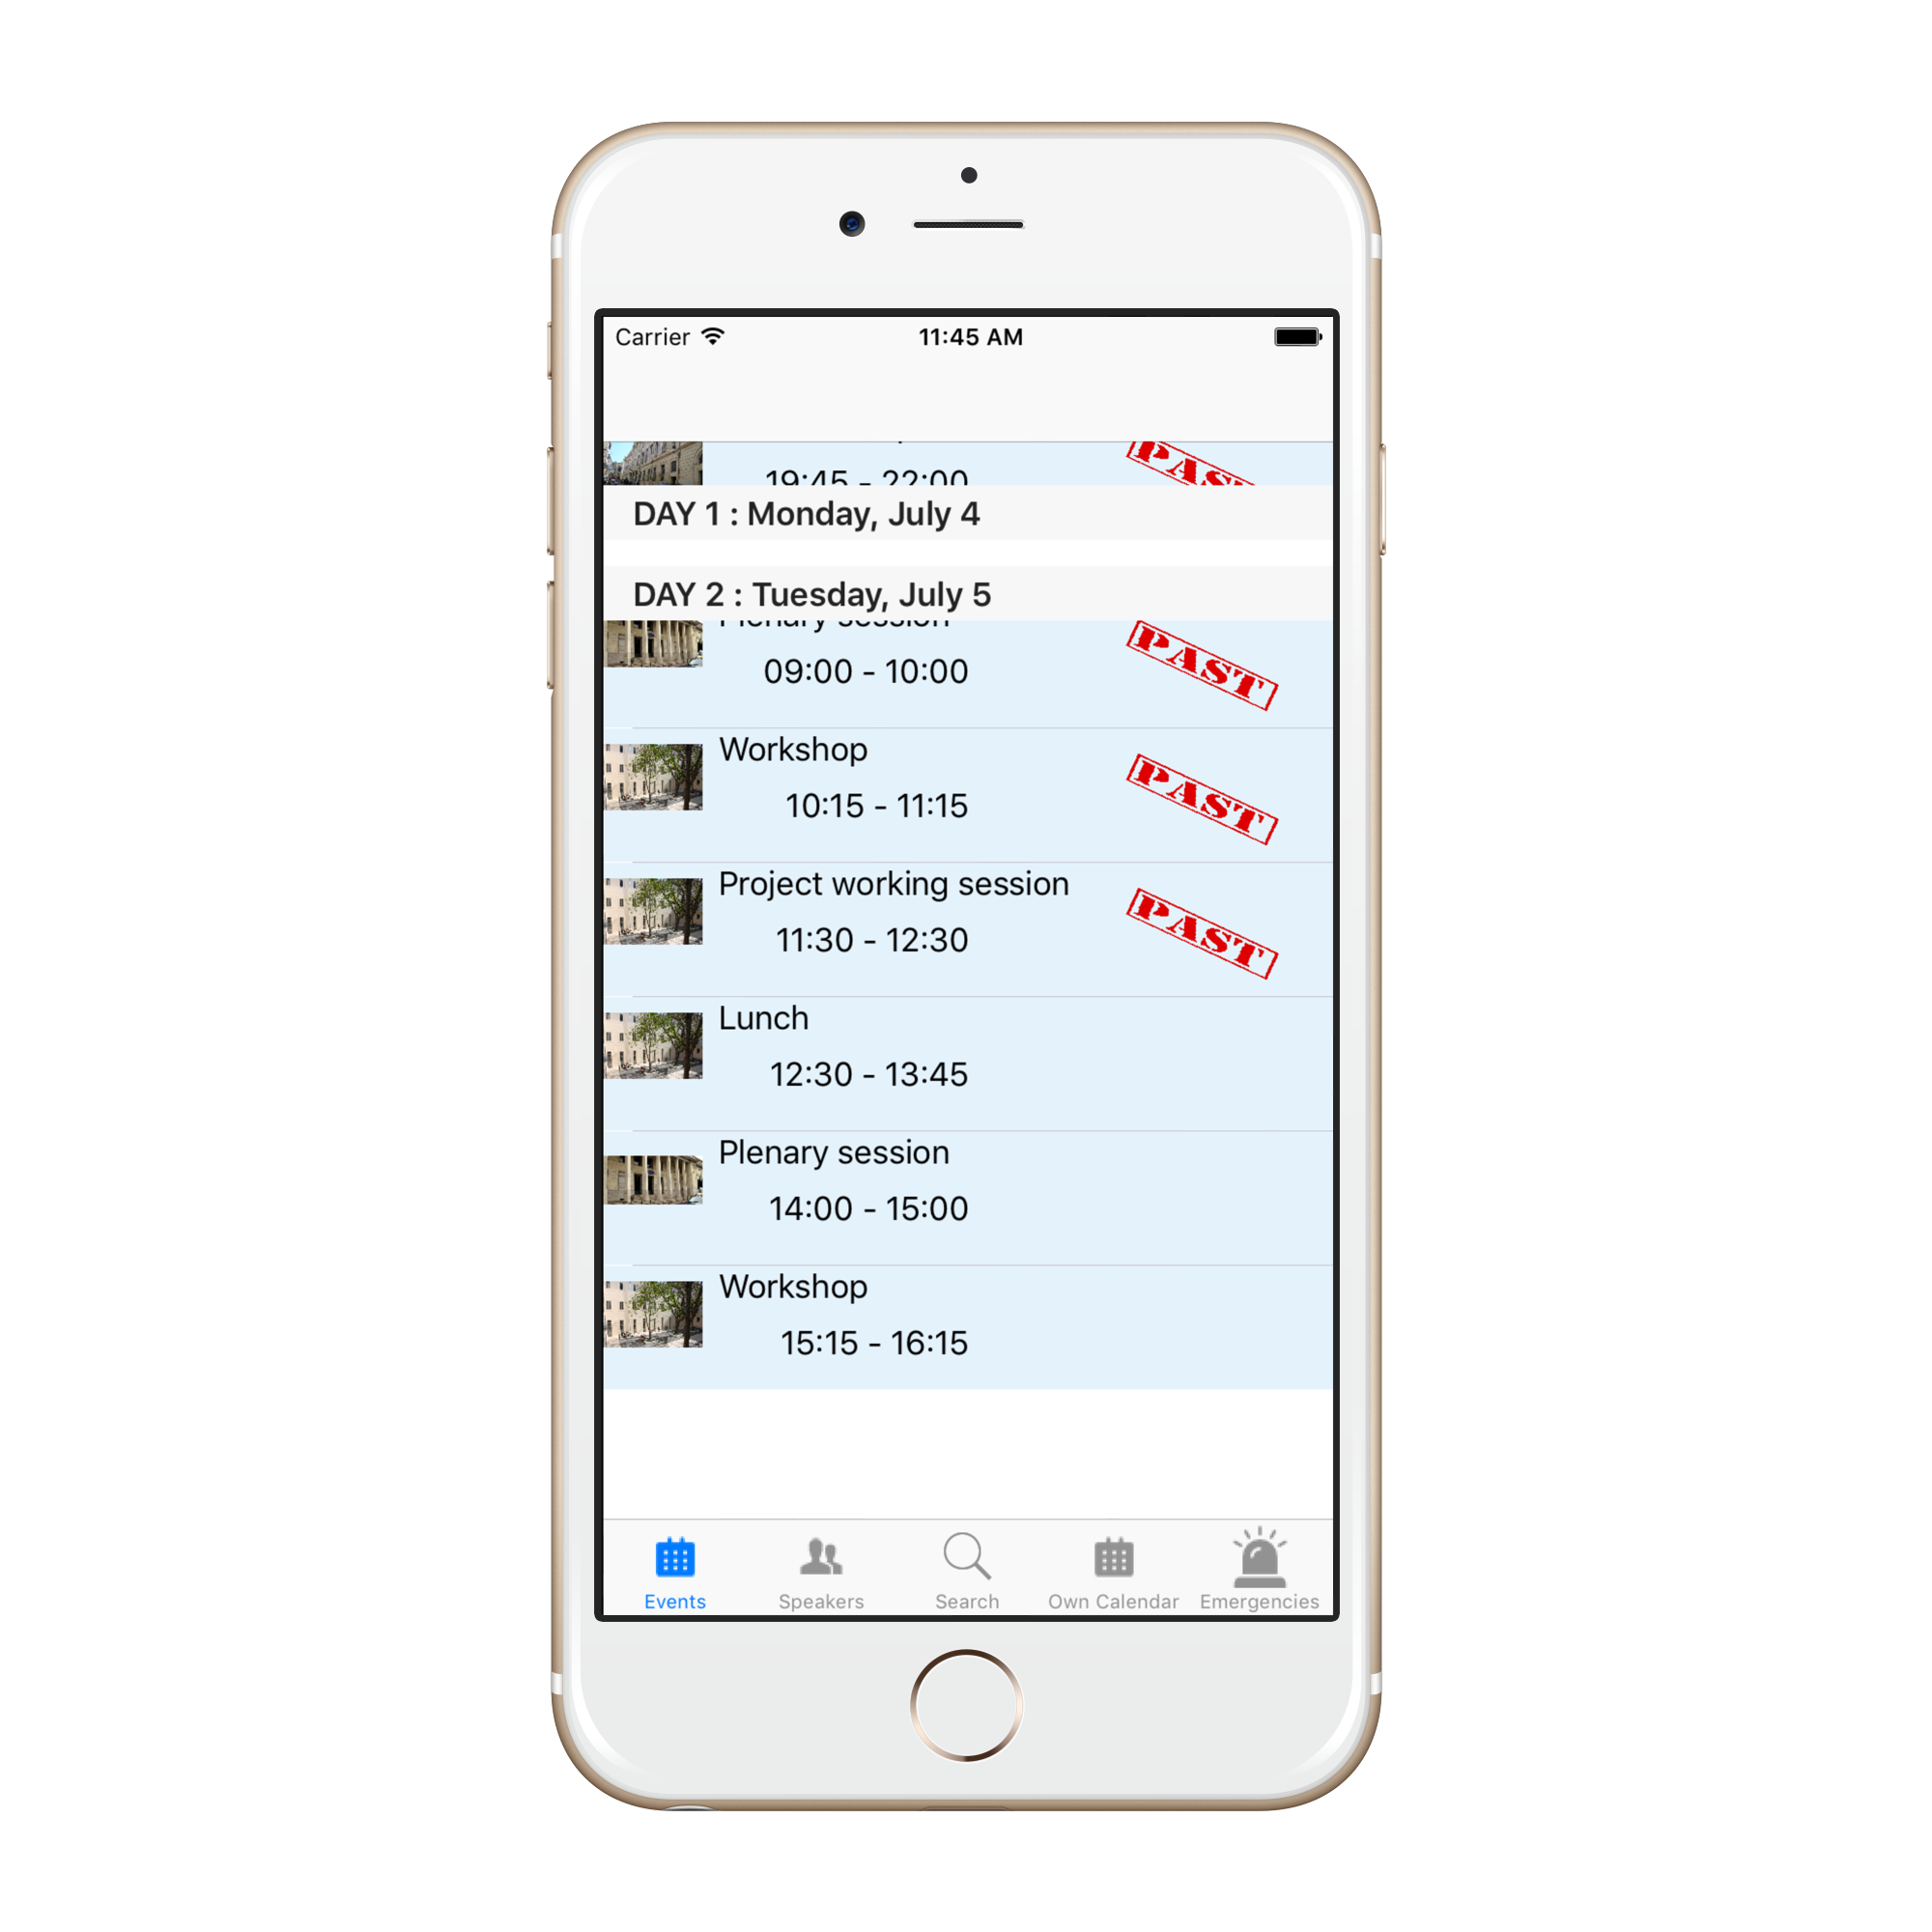 Carrier 11:45 AM
19:45 - 22:00
PAST
DAY 1 : Monday, July 4
DAY 2 : Tuesday, July 5
Plenary session
09:00 - 10:00
PAST
Workshop
10:15 - 11:15
PAST
Project working session
11:30 - 12:30
PAST
Lunch
12:30 - 13:45
Plenary session
14:00 - 15:00
Workshop
15:15 - 16:15
Events Speakers Search Own Calendar Emergencies